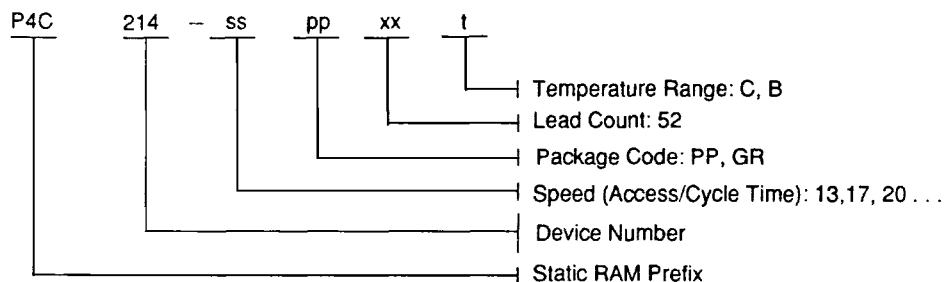 P4C 214 – ss pp xx t
Temperature Range: C, B
Lead Count: 52
Package Code: PP, GR
Speed (Access/Cycle Time): 13,17, 20 . . .
Device Number
Static RAM Prefix